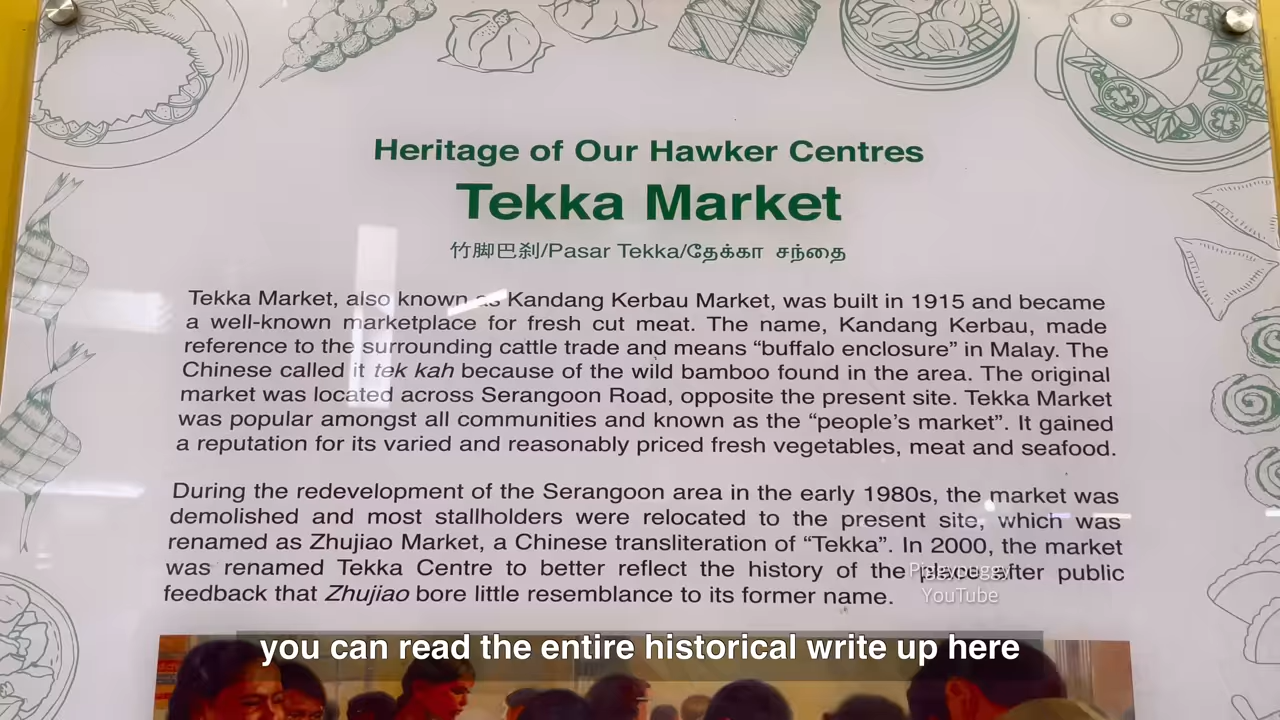 Heritage of Our Hawker Centres
Tekka Market
竹脚巴刹/Pasar Tekka/தேக்கா சந்தை
Tekka Market, also known as Kandang Kerbau Market, was built in 1915 and became
a well-known marketplace for fresh cut meat. The name, Kandang Kerbau, made
reference to the surrounding cattle trade and means “buffalo enclosure” in Malay. The
Chinese called it tek kah because of the wild bamboo found in the area. The original
market was located across Serangoon Road, opposite the present site. Tekka Market
was popular amongst all communities and known as the “people’s market”. It gained
a reputation for its varied and reasonably priced fresh vegetables, meat and seafood.
During the redevelopment of the Serangoon area in the early 1980s, the market was
demolished and most stallholders were relocated to the present site, which was
renamed as Zhujiao Market, a Chinese transliteration of “Tekka”. In 2000, the market
was renamed Tekka Centre to better reflect the history of the place after public
feedback that Zhujiao bore little resemblance to its former name.
YouTube
you can read the entire historical write up here